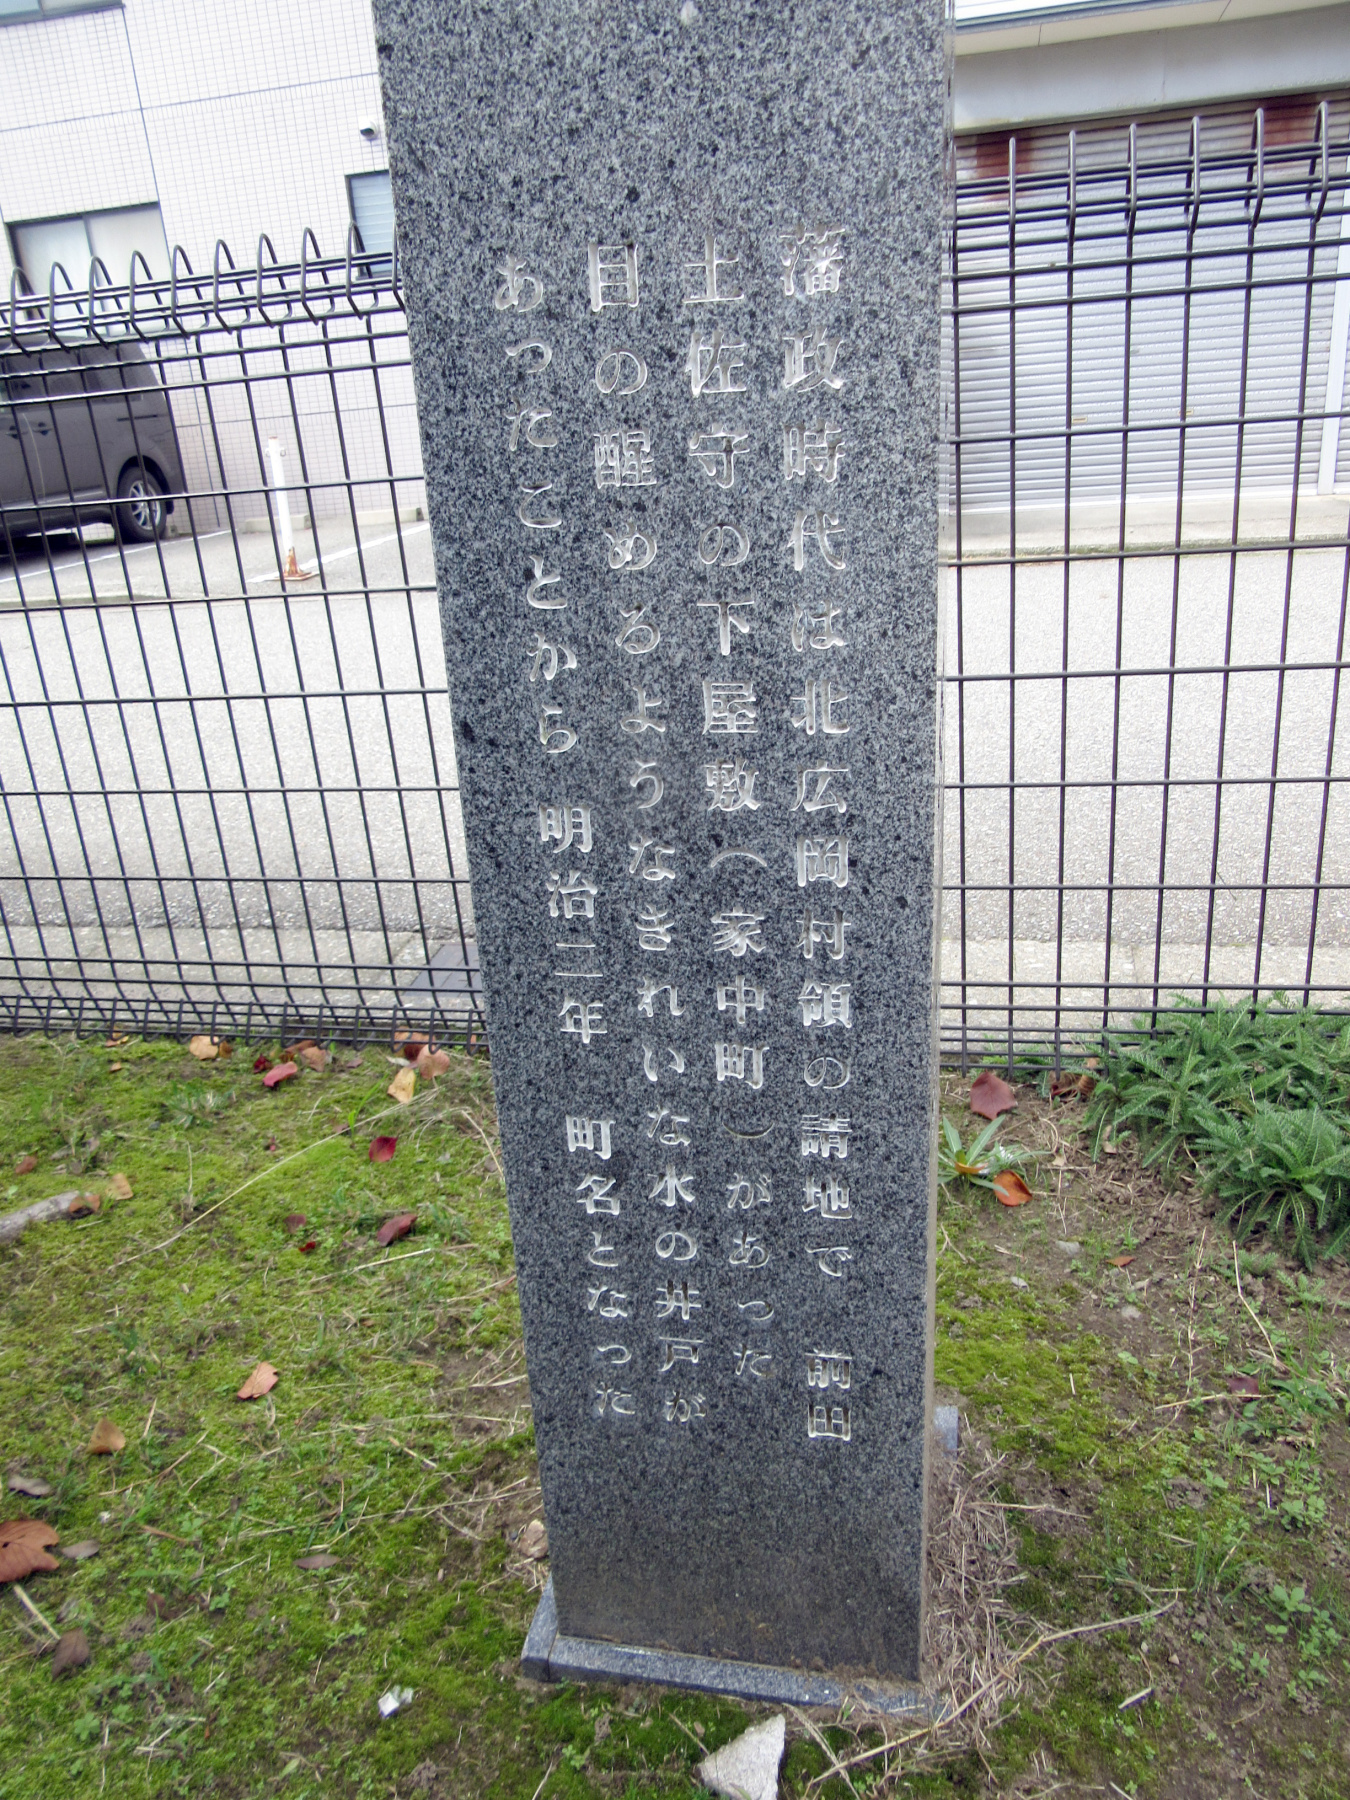 藩政時代は北広岡村領の請地で　前田
土佐守の下屋敷（家中町）があった
目の醒めるようなきれいな水の井戸が
あったことから　明治二年　町名となった